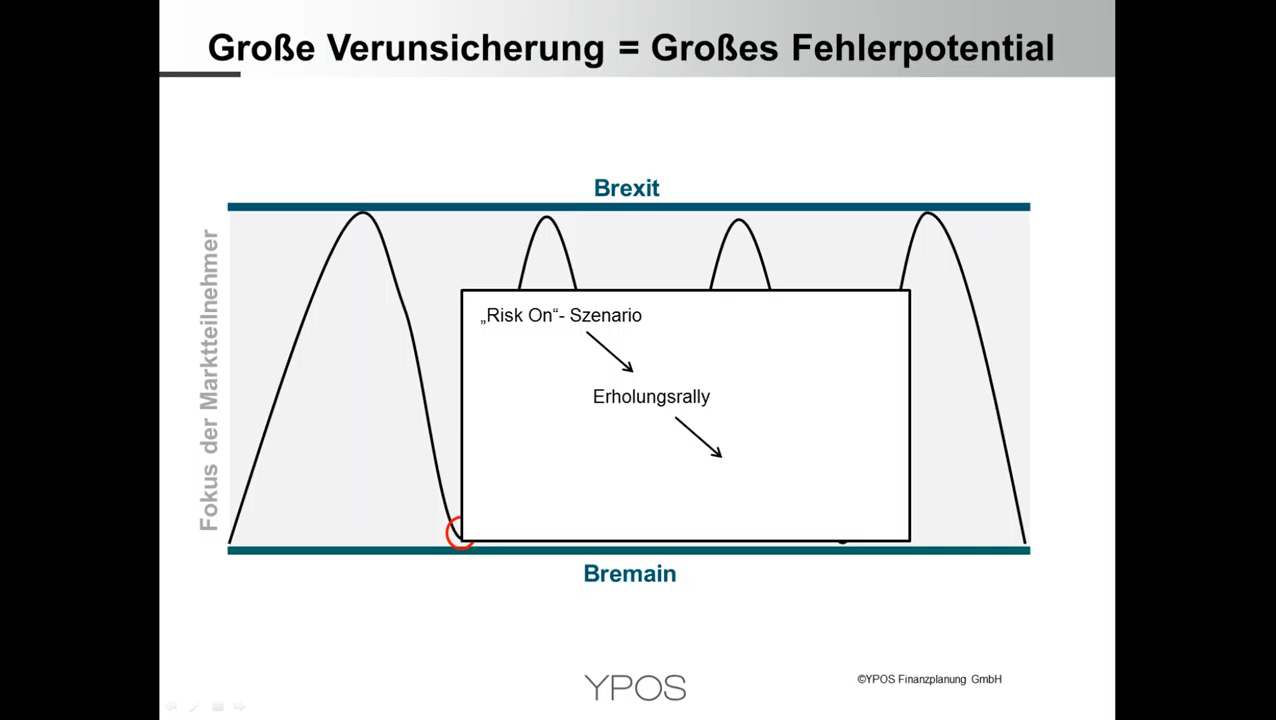 Große Verunsicherung = Großes Fehlerpotential
Brexit
Fokus der Marktteilnehmer
„Risk On“- Szenario
Erholungsrally
Bremain
YPOS
©YPOS Finanzplanung GmbH